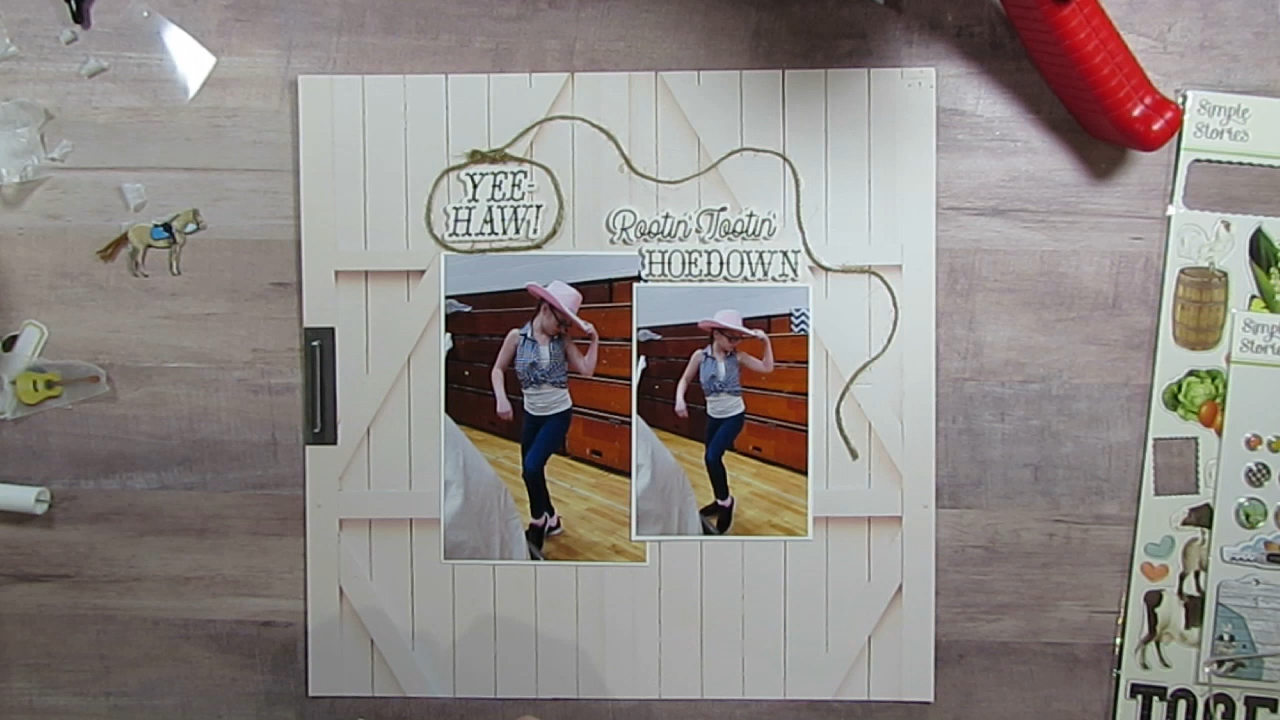 YEE-
HAW!
Rootin' Tootin'
HOEDOWN
Simple
Stories
Simple
Stories
TOGE